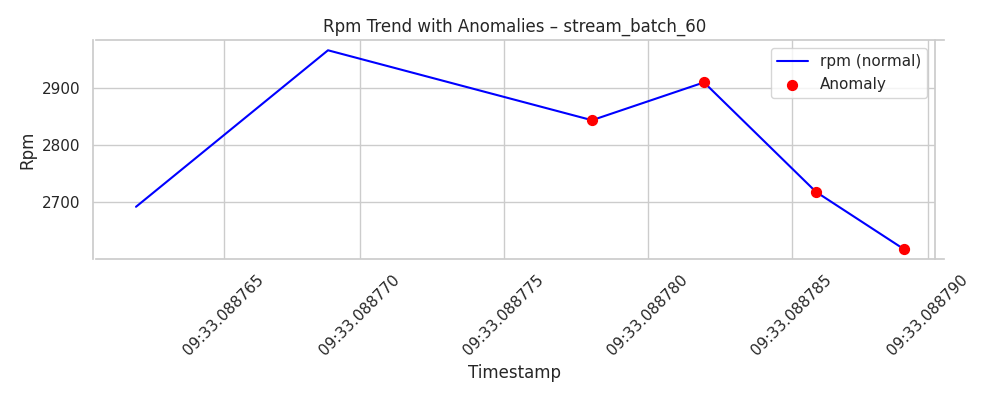 Rpm Trend with Anomalies – stream_batch_60
rpm (normal)
Anomaly
Rpm
2900
2800
2700
09:33.088765
09:33.088770
09:33.088775
09:33.088780
09:33.088785
09:33.088790
Timestamp